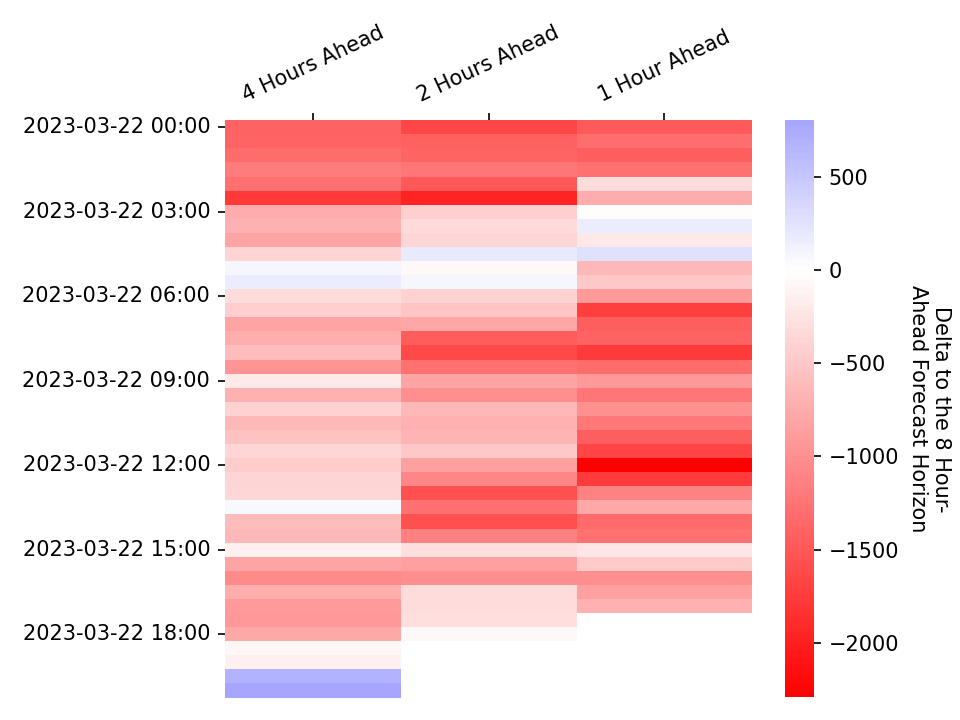 4 Hours Ahead
2 Hours Ahead
1 Hour Ahead
2023-03-22 00:00
2023-03-22 03:00
2023-03-22 06:00
2023-03-22 09:00
2023-03-22 12:00
2023-03-22 15:00
2023-03-22 18:00
500
0
−500
−1000
−1500
−2000
Delta to the 8 Hour-
Ahead Forecast Horizon